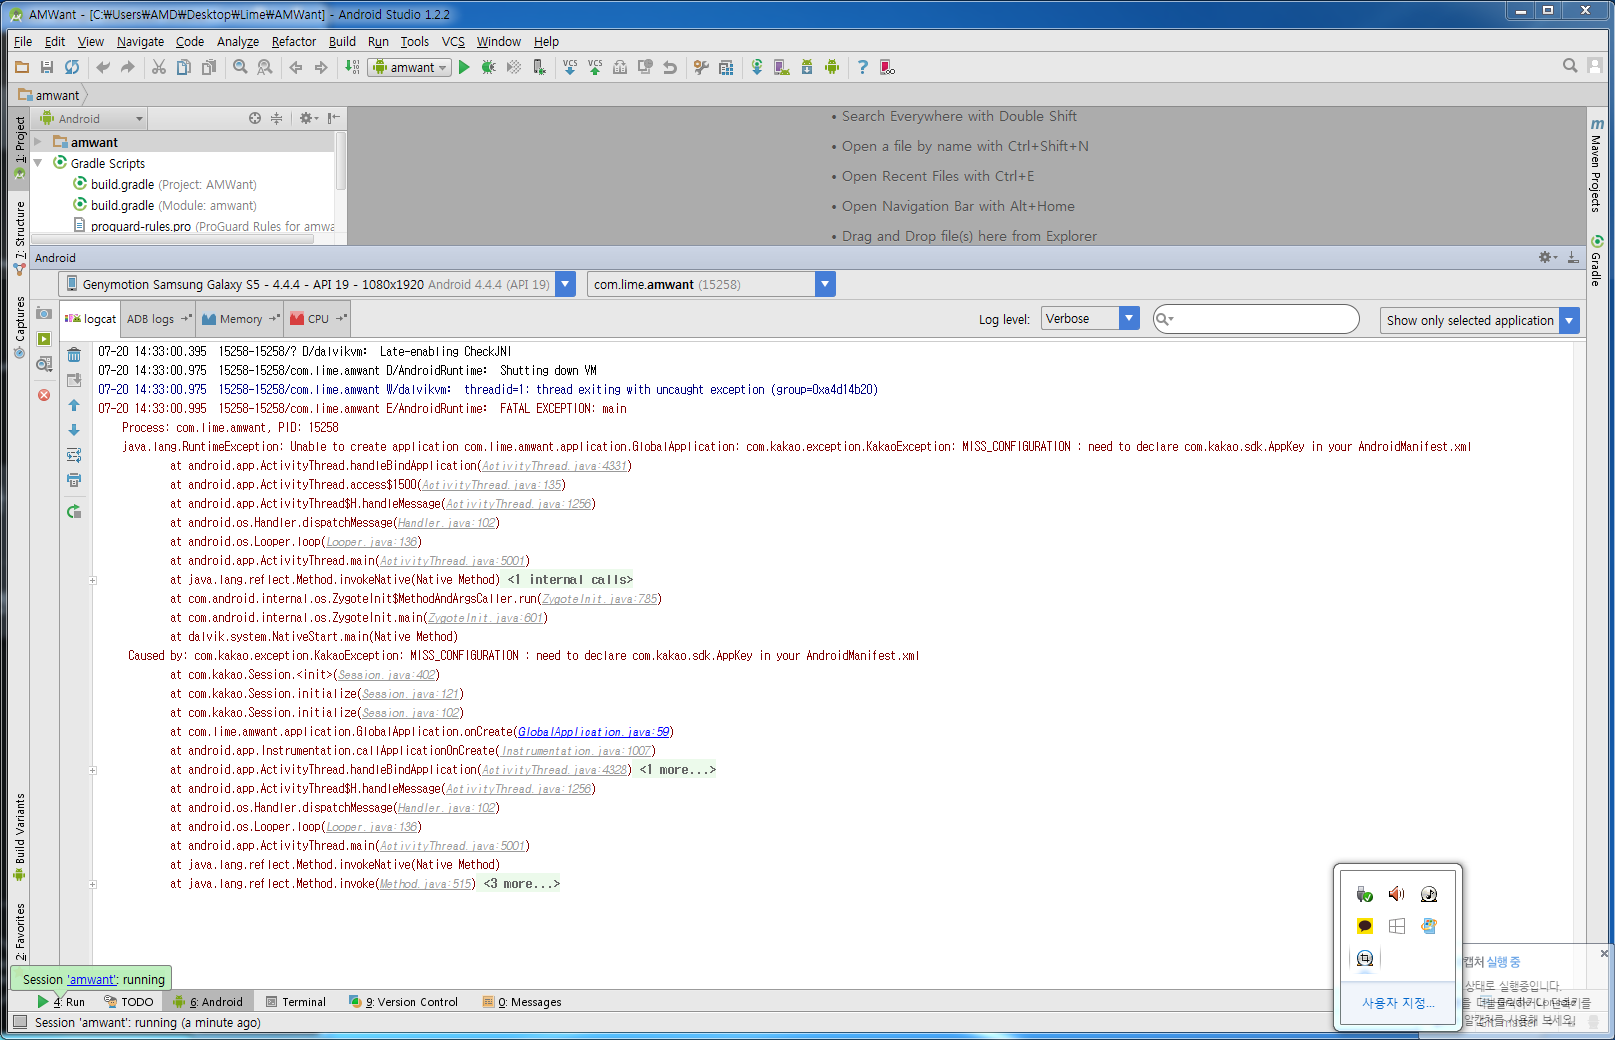 AMWant - [C:₩Users₩AMD₩Desktop₩Lime₩AMWant] - Android Studio 1.2.2
File Edit View Navigate Code Analyze Refactor Build Run Tools VCS Window Help
amwant
amwant
Android
1: Project
amwant
Gradle Scripts
build.gradle (Project: AMWant)
build.gradle (Module: amwant)
proguard-rules.pro (ProGuard Rules for amwa
• Search Everywhere with Double Shift
• Open a file by name with Ctrl+Shift+N
• Open Recent Files with Ctrl+E
• Open Navigation Bar with Alt+Home
• Drag and Drop file(s) here from Explorer
Maven Projects
Gradle
7: Structure
Captures
Build Variants
2: Favorites
Android
Genymotion Samsung Galaxy S5 - 4.4.4 - API 19 - 1080x1920 Android 4.4.4 (API 19)
com.lime.amwant (15258)
logcat ADB logs Memory CPU
Log level: Verbose
Show only selected application
07-20 14:33:00.395 15258-15258/? D/dalvikvm: Late-enabling CheckJNI
07-20 14:33:00.975 15258-15258/com.lime.amwant D/AndroidRuntime: Shutting down VM
07-20 14:33:00.975 15258-15258/com.lime.amwant W/dalvikvm: threadid=1: thread exiting with uncaught exception (group=0xa4d14b20)
07-20 14:33:00.995 15258-15258/com.lime.amwant E/AndroidRuntime: FATAL EXCEPTION: main
Process: com.lime.amwant, PID: 15258
java.lang.RuntimeException: Unable to create application com.lime.amwant.application.GlobalApplication: com.kakao.exception.KakaoException: MISS_CONFIGURATION : need to declare com.kakao.sdk.AppKey in your AndroidManifest.xml
at android.app.ActivityThread.handleBindApplication(ActivityThread.java:4331)
at android.app.ActivityThread.access$1500(ActivityThread.java:135)
at android.app.ActivityThread$H.handleMessage(ActivityThread.java:1256)
at android.os.Handler.dispatchMessage(Handler.java:102)
at android.os.Looper.loop(Looper.java:136)
at android.app.ActivityThread.main(ActivityThread.java:5001)
at java.lang.reflect.Method.invokeNative(Native Method) <1 internal calls>
at com.android.internal.os.ZygoteInit$MethodAndArgsCaller.run(ZygoteInit.java:785)
at com.android.internal.os.ZygoteInit.main(ZygoteInit.java:601)
at dalvik.system.NativeStart.main(Native Method)
Caused by: com.kakao.exception.KakaoException: MISS_CONFIGURATION : need to declare com.kakao.sdk.AppKey in your AndroidManifest.xml
at com.kakao.Session.<init>(Session.java:402)
at com.kakao.Session.initialize(Session.java:121)
at com.kakao.Session.initialize(Session.java:102)
at com.lime.amwant.application.GlobalApplication.onCreate(GlobalApplication.java:59)
at android.app.Instrumentation.callApplicationOnCreate(Instrumentation.java:1007)
at android.app.ActivityThread.handleBindApplication(ActivityThread.java:4328) <1 more...>
at android.app.ActivityThread$H.handleMessage(ActivityThread.java:1256)
at android.os.Handler.dispatchMessage(Handler.java:102)
at android.os.Looper.loop(Looper.java:136)
at android.app.ActivityThread.main(ActivityThread.java:5001)
at java.lang.reflect.Method.invokeNative(Native Method)
at java.lang.reflect.Method.invoke(Method.java:515) <3 more...>
사용자 지정...
캡처 실행 중
상태로 실행중입니다.
Session 'amwant': running
4: Run TODO 6: Android Terminal 9: Version Control 0: Messages
Session 'amwant': running (a minute ago)